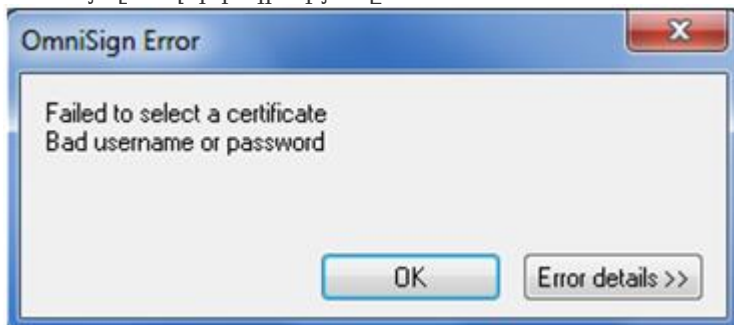 OmniSign Error
Failed to select a certificate
Bad username or password
OK
Error details >>